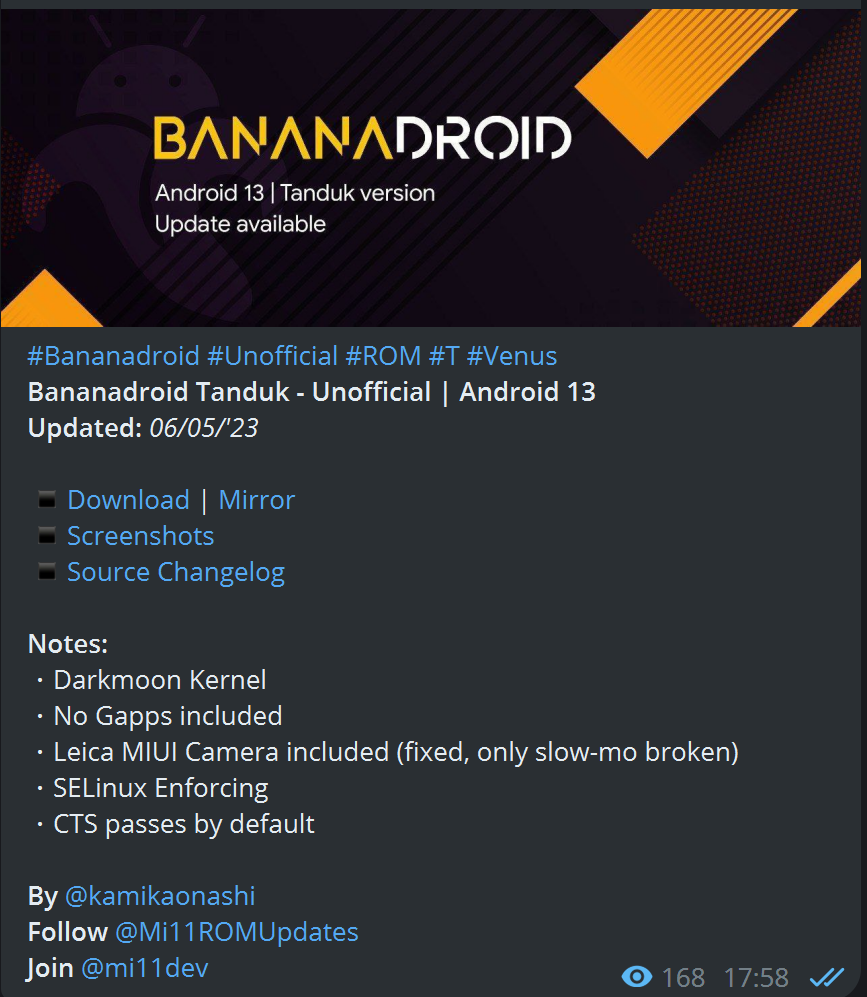 BANANADROID
Android 13 | Tanduk version
Update available
#Bananadroid #Unofficial #ROM #T #Venus
Bananadroid Tanduk - Unofficial | Android 13
Updated: 06/05/'23
▪ Download | Mirror
▪ Screenshots
▪ Source Changelog
Notes:
· Darkmoon Kernel
· No Gapps included
· Leica MIUI Camera included (fixed, only slow-mo broken)
· SELinux Enforcing
· CTS passes by default
By @kamikaonashi
Follow @Mi11ROMUpdates
Join @mi11dev
168 17:58